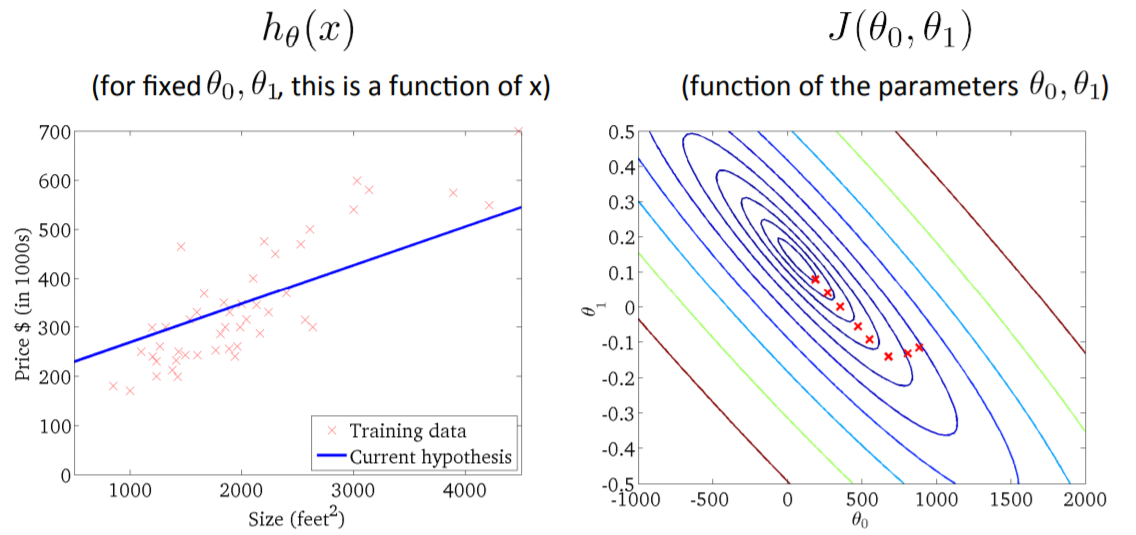 hθ(x)
(for fixed θ₀, θ₁, this is a function of x)
700
600
500
400
300
200
100
0
Price $ (in 1000s)
1000 2000 3000 4000
Size (feet²)
Training data
Current hypothesis
J(θ₀, θ₁)
(function of the parameters θ₀, θ₁)
0.5
0.4
0.3
0.2
0.1
0
-0.1
-0.2
-0.3
-0.4
-0.5
θ₁
-1000 -500 0 500 1000 1500 2000
θ₀